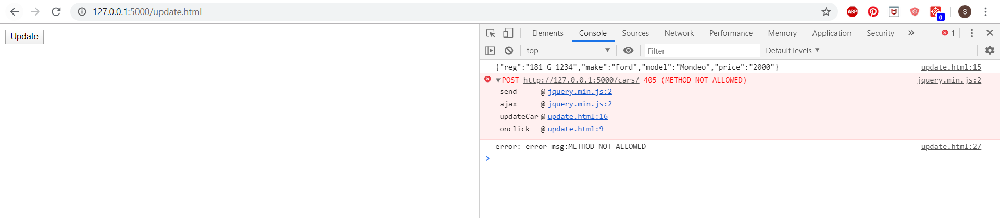 127.0.0.1:5000/update.html
ABP
0
S
Update
Elements Console Sources Network Performance Memory Application Security » 1
top Filter Default levels
{"reg":"181 G 1234","make":"Ford","model":"Mondeo","price":"2000"} update.html:15
POST http://127.0.0.1:5000/cars/ 405 (METHOD NOT ALLOWED) jquery.min.js:2
send @ jquery.min.js:2
ajax @ jquery.min.js:2
updateCar @ update.html:16
onclick @ update.html:9
error: error msg:METHOD NOT ALLOWED update.html:27